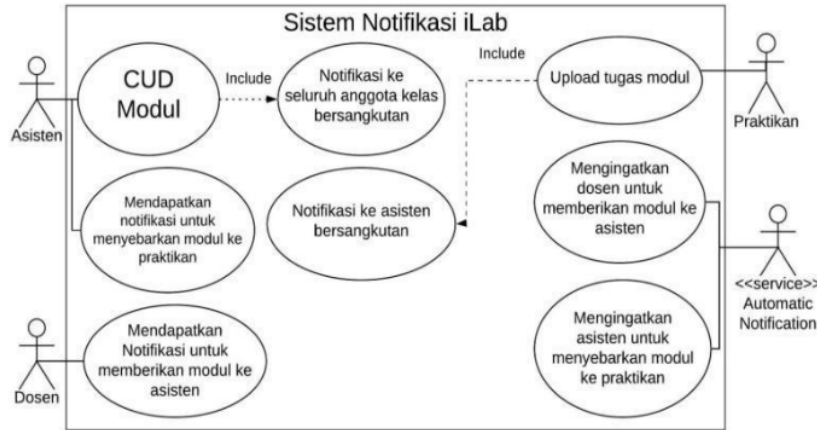 Sistem Notifikasi iLab
CUD
Modul
Include
Notifikasi ke
seluruh anggota kelas
bersangkutan
Include
Upload tugas modul
Asisten
Praktikan
Mendapatkan
notifikasi untuk
menyebarkan modul ke
praktikan
Notifikasi ke asisten
bersangkutan
Mengingatkan
dosen untuk
memberikan modul ke
asisten
<<service>>
Automatic
Notification
Mendapatkan
Notifikasi untuk
memberikan modul ke
asisten
Mengingatkan
asisten untuk
menyebarkan modul
ke praktikan
Dosen